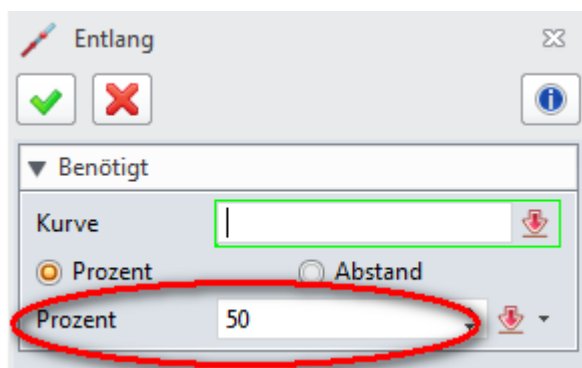 Entlang
Benötigt
Kurve
Prozent Abstand
Prozent 50